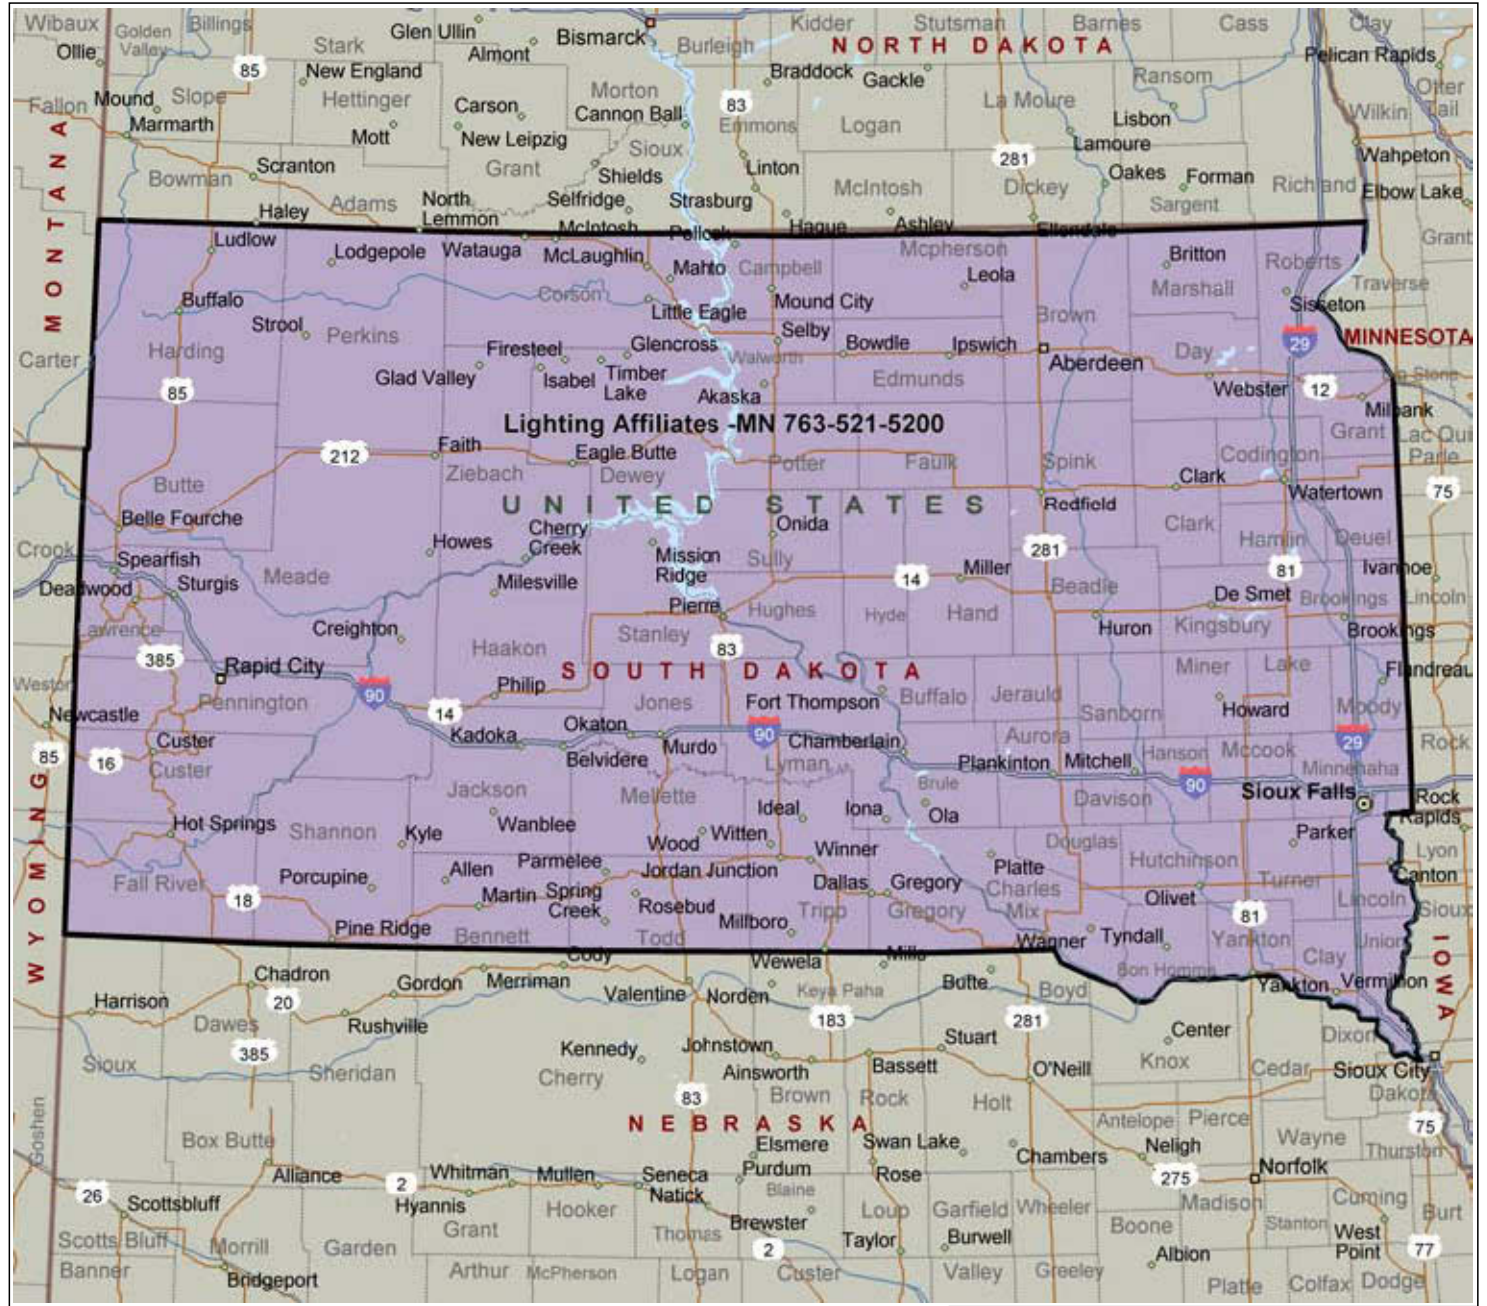 Wibaux
Golden
Valley
Billings
Glen Ullin
Bismarck
Kidder
Stutsman
Barnes
Cass
Clay
Ollie
Stark
Almont
Burleigh
NORTH DAKOTA
Pelican Rapids
85
New England
Braddock
Gackle
Ransom
Otter
Tail
Fallon
Mound
Slope
Hettinger
Carson
Morton
Cannon Ball
83
La Moure
Lisbon
Wilkin
Marmarth
Mott
New Leipzig
Emmons
Logan
Lamoure
Wahpeton
MONTANA
Scranton
Grant
Sioux
Shields
Linton
281
Oakes
Forman
Bowman
Adams
North
Lemmon
Selfridge
Strasburg
McIntosh
Dickey
Sargent
Richland
Elbow Lake
Haley
McIntosh
Pollock
Hague
Ashley
Ellendale
Grant
Ludlow
Lodgepole
Watauga
McLaughlin
Mahto
Campbell
Mcpherson
Leola
Britton
Marshall
Roberts
Traverse
Buffalo
Corson
Little Eagle
Mound City
Brown
Sisseton
Strool
Perkins
Selby
MINNESOTA
Carter
Harding
Firesteel
Glencross
Walworth
Bowdle
Ipswich
Aberdeen
Day
29
Glad Valley
Isabel
Timber
Lake
Akaska
Edmunds
Webster
12
85
Milbank
Lighting Affiliates -MN 763-521-5200
Grant
Lac Qui
Parle
212
Faith
Ziebach
Eagle Butte
Dewey
Potter
Faulk
Spink
Clark
Codington
Butte
UNITED STATES
Redfield
Watertown
75
Belle Fourche
Cherry
Creek
Onida
Clark
Hamlin
Deuel
Crook
Spearfish
Howes
Mission
Ridge
Sully
281
81
Ivanhoe
Deadwood
Sturgis
Meade
Milesville
14
Miller
Beadle
De Smet
Brookings
Lincoln
Lawrence
Creighton
Pierre
Hughes
Hyde
Hand
Huron
Kingsbury
Brookings
385
Rapid City
Haakon
Stanley
83
SOUTH DAKOTA
Miner
Lake
Flandreau
Pennington
90
Philip
Jones
Fort Thompson
Buffalo
Jerauld
Sanborn
Howard
Moody
Newcastle
14
Okaton
90
Aurora
29
Rock
85
16
Custer
Custer
Kadoka
Belvidere
Murdo
Lyman
Chamberlain
Plankinton
Mitchell
Hanson
Mccook
Minnehaha
WYOMING
Jackson
Mellette
Brule
Davison
90
Sioux Falls
Rock
Rapids
Hot Springs
Shannon
Kyle
Wanblee
Ideal
Iona
Ola
Parker
Wood
Witten
Winner
Platte
Douglas
Hutchinson
Lyon
Fall River
Porcupine
Allen
Parmelee
Jordan Junction
Dallas
Gregory
Charles
Mix
Olivet
Turner
Canton
18
Martin
Spring
Creek
Rosebud
Millboro
Tripp
Gregory
81
Lincoln
Sioux
Pine Ridge
Bennett
Todd
Wagner
Tyndall
Yankton
Union
IOWA
Cody
Wewela
Mills
Bon Homme
Clay
Chadron
Gordon
Merriman
Valentine
Norden
Keya Paha
Butte
Boyd
Yankton
Vermillion
Harrison
20
Dawes
Rushville
183
281
Center
Dixon
385
Kennedy
Johnstown
Stuart
Knox
Sioux
Sheridan
Cherry
Ainsworth
Bassett
O'Neill
Cedar
Sioux City
Dakota
83
Brown
Rock
Holt
Antelope
Pierce
75
NEBRASKA
Goshen
Box Butte
Elsmere
Swan Lake
Chambers
Neligh
Wayne
Thurston
Alliance
2
Whitman
Mullen
Seneca
Purdum
Rose
275
Norfolk
26
Scottsbluff
Hyannis
Natick
Blaine
Madison
Cuming
Grant
Hooker
Brewster
Loup
Garfield
Wheeler
Boone
Stanton
West
Point
Burt
Scotts Bluff
Morrill
Garden
Thomas
2
Taylor
Burwell
Albion
77
Banner
Bridgeport
Arthur
McPherson
Logan
Custer
Valley
Greeley
Platte
Colfax
Dodge